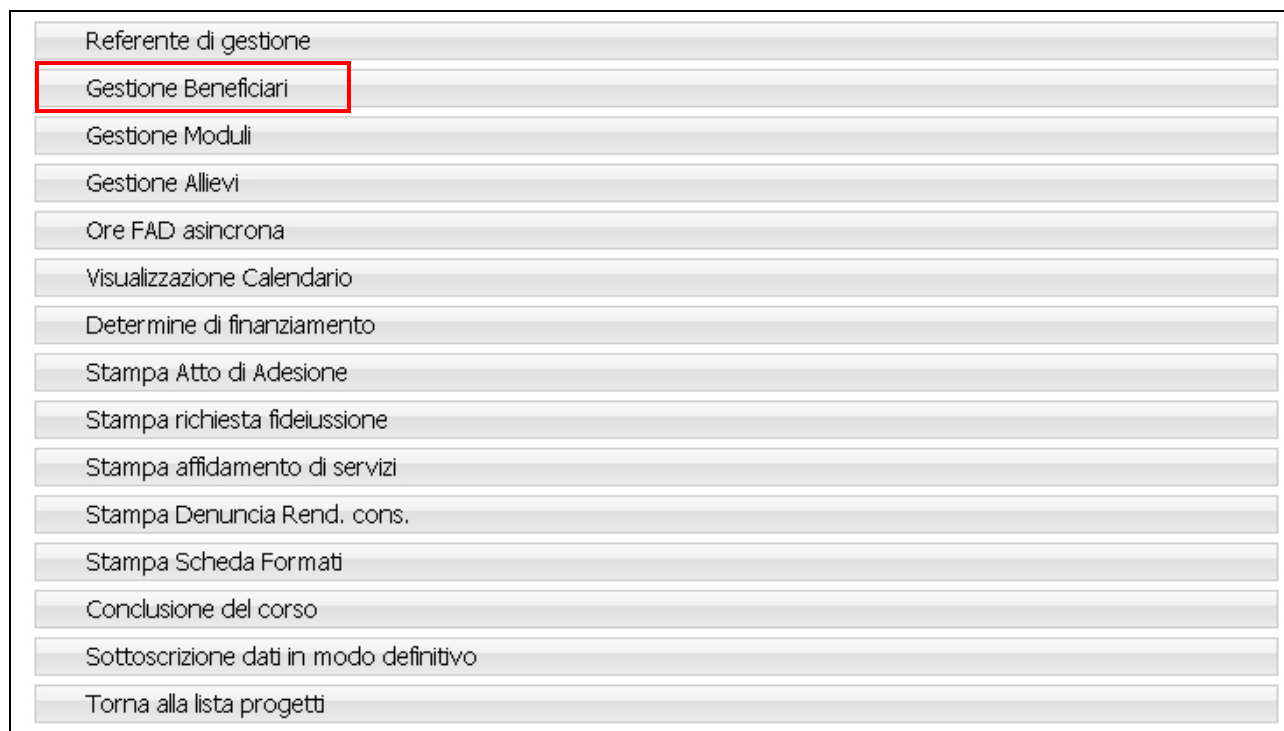 Referente di gestione
Gestione Beneficiari
Gestione Moduli
Gestione Allievi
Ore FAD asincrona
Visualizzazione Calendario
Determine di finanziamento
Stampa Atto di Adesione
Stampa richiesta fideiussione
Stampa affidamento di servizi
Stampa Denuncia Rend. cons.
Stampa Scheda Formati
Conclusione del corso
Sottoscrizione dati in modo definitivo
Torna alla lista progetti